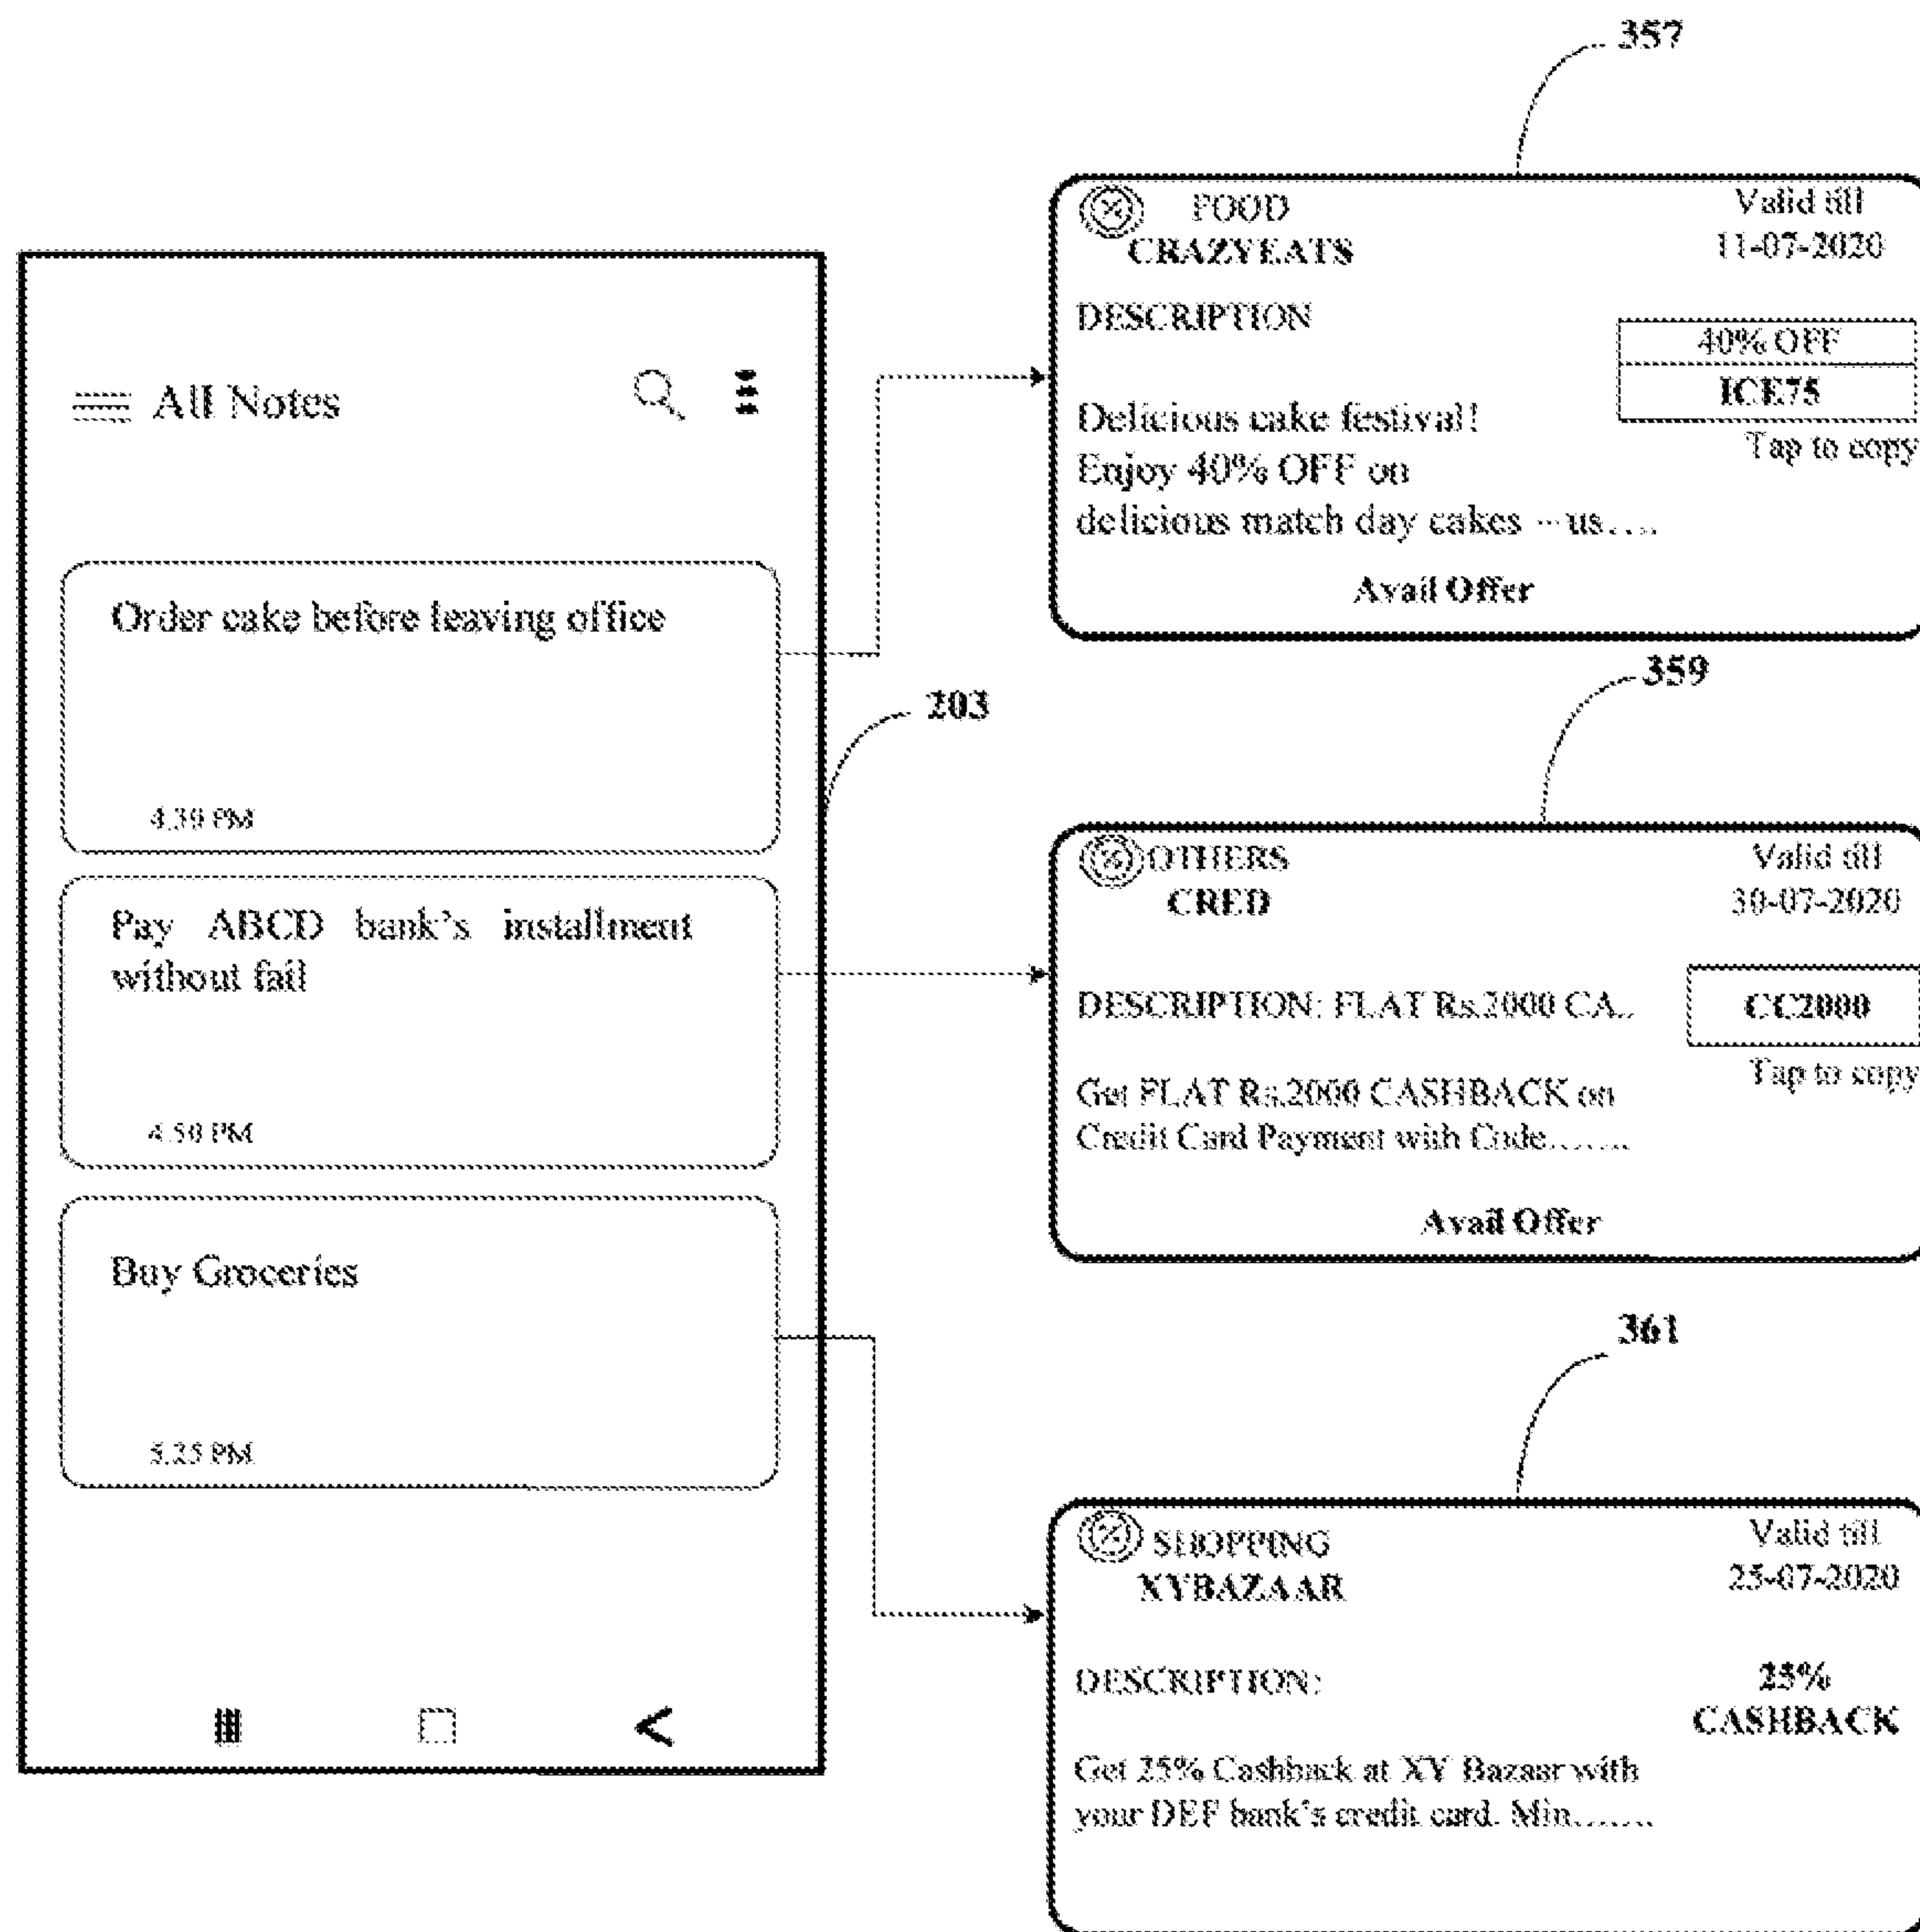 All Notes
Order cake before leaving office
4.30 PM
203
Pay ABCD bank's installment
without fail
4.50 PM
Buy Groceries
5.25 PM
357
FOOD
CRAZYEATS
Valid till
11-07-2020
DESCRIPTION
40% OFF
ICE75
Tap to copy
Delicious cake festival!
Enjoy 40% OFF on
delicious match day cakes -- us....
Avail Offer
359
OTHERS
CRED
Valid till
30-07-2020
DESCRIPTION: FLAT Rs.2000 CA..
CC2000
Tap to copy
Get FLAT Rs.2000 CASHBACK on
Credit Card Payment with Code.......
Avail Offer
361
SHOPPING
XYBAZAAR
Valid till
25-07-2020
DESCRIPTION:
25%
CASHBACK
Get 25% Cashback at XY Bazaar with
your DEF bank's credit card. Min.......